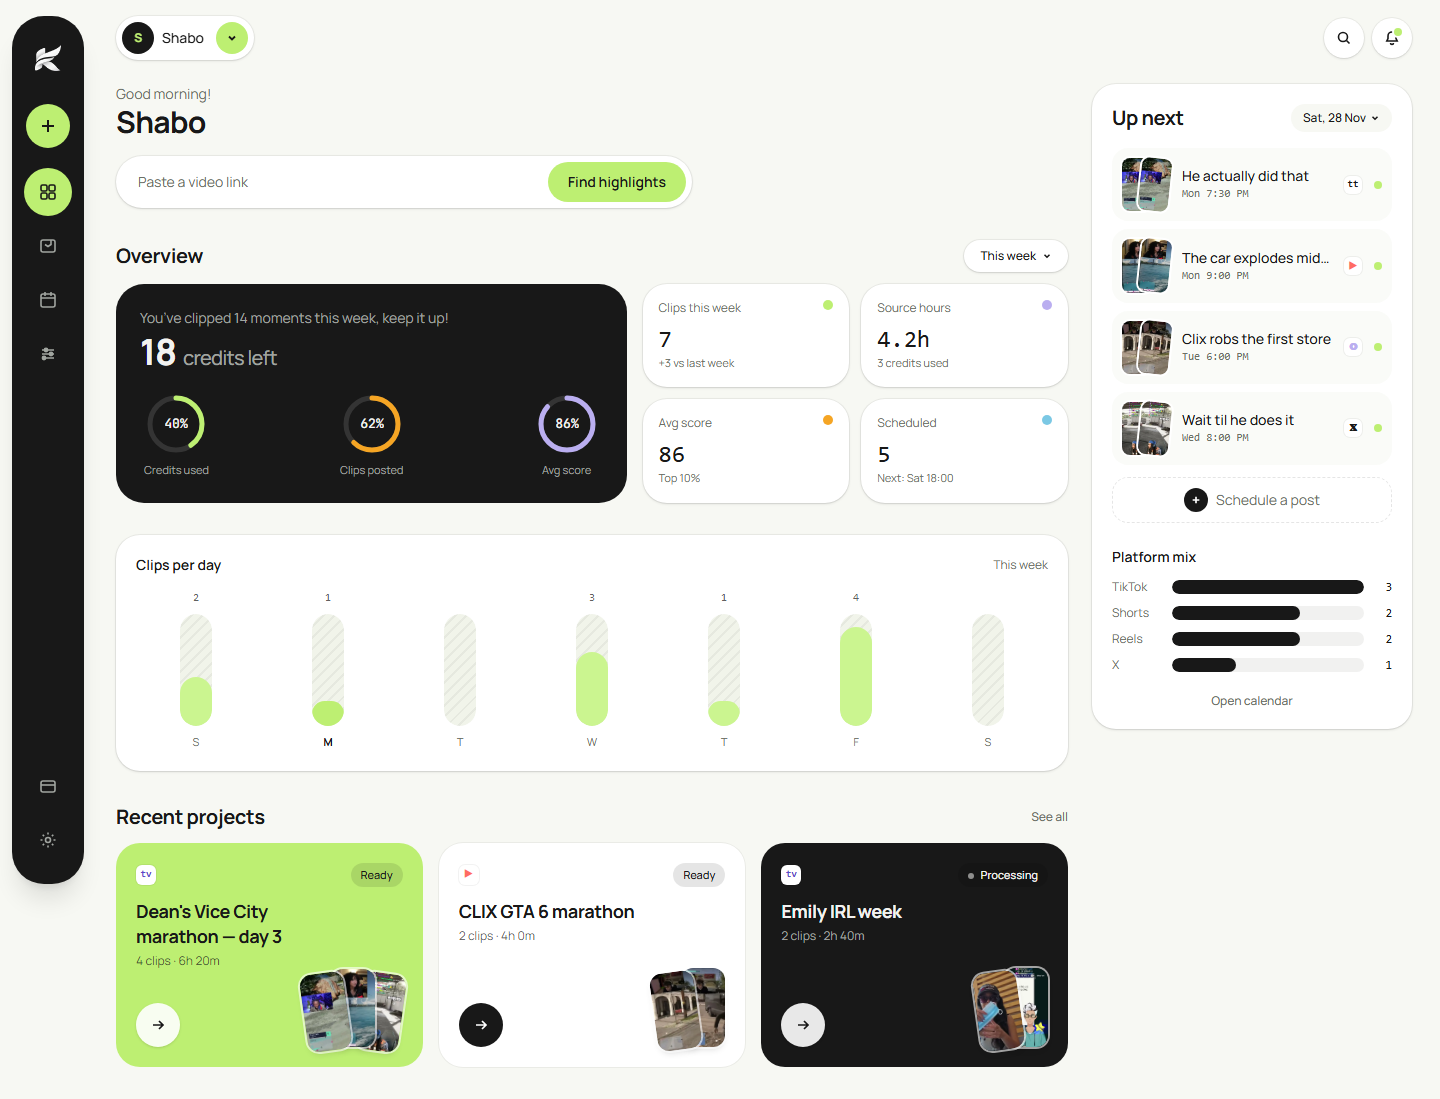 S Shabo
Good morning!
Shabo
Paste a video link
Find highlights
Overview
This week
You've clipped 14 moments this week, keep it up!
18 credits left
40%
62%
86%
Credits used
Clips posted
Avg score
Clips this week
7
+3 vs last week
Source hours
4.2h
3 credits used
Avg score
86
Top 10%
Scheduled
5
Next: Sat 18:00
Clips per day
This week
2
1
3
1
4
S
M
T
W
T
F
S
Recent projects
See all
tv
Ready
Dean's Vice City
marathon — day 3
4 clips · 6h 20m
Ready
CLIX GTA 6 marathon
2 clips · 4h 0m
tv
Processing
Emily IRL week
2 clips · 2h 40m
Up next
Sat, 28 Nov
He actually did that
Mon 7:30 PM
tt
The car explodes mid...
Mon 9:00 PM
Clix robs the first store
Tue 6:00 PM
Wait til he does it
Wed 8:00 PM
X
Schedule a post
Platform mix
TikTok
3
Shorts
2
Reels
2
X
1
Open calendar